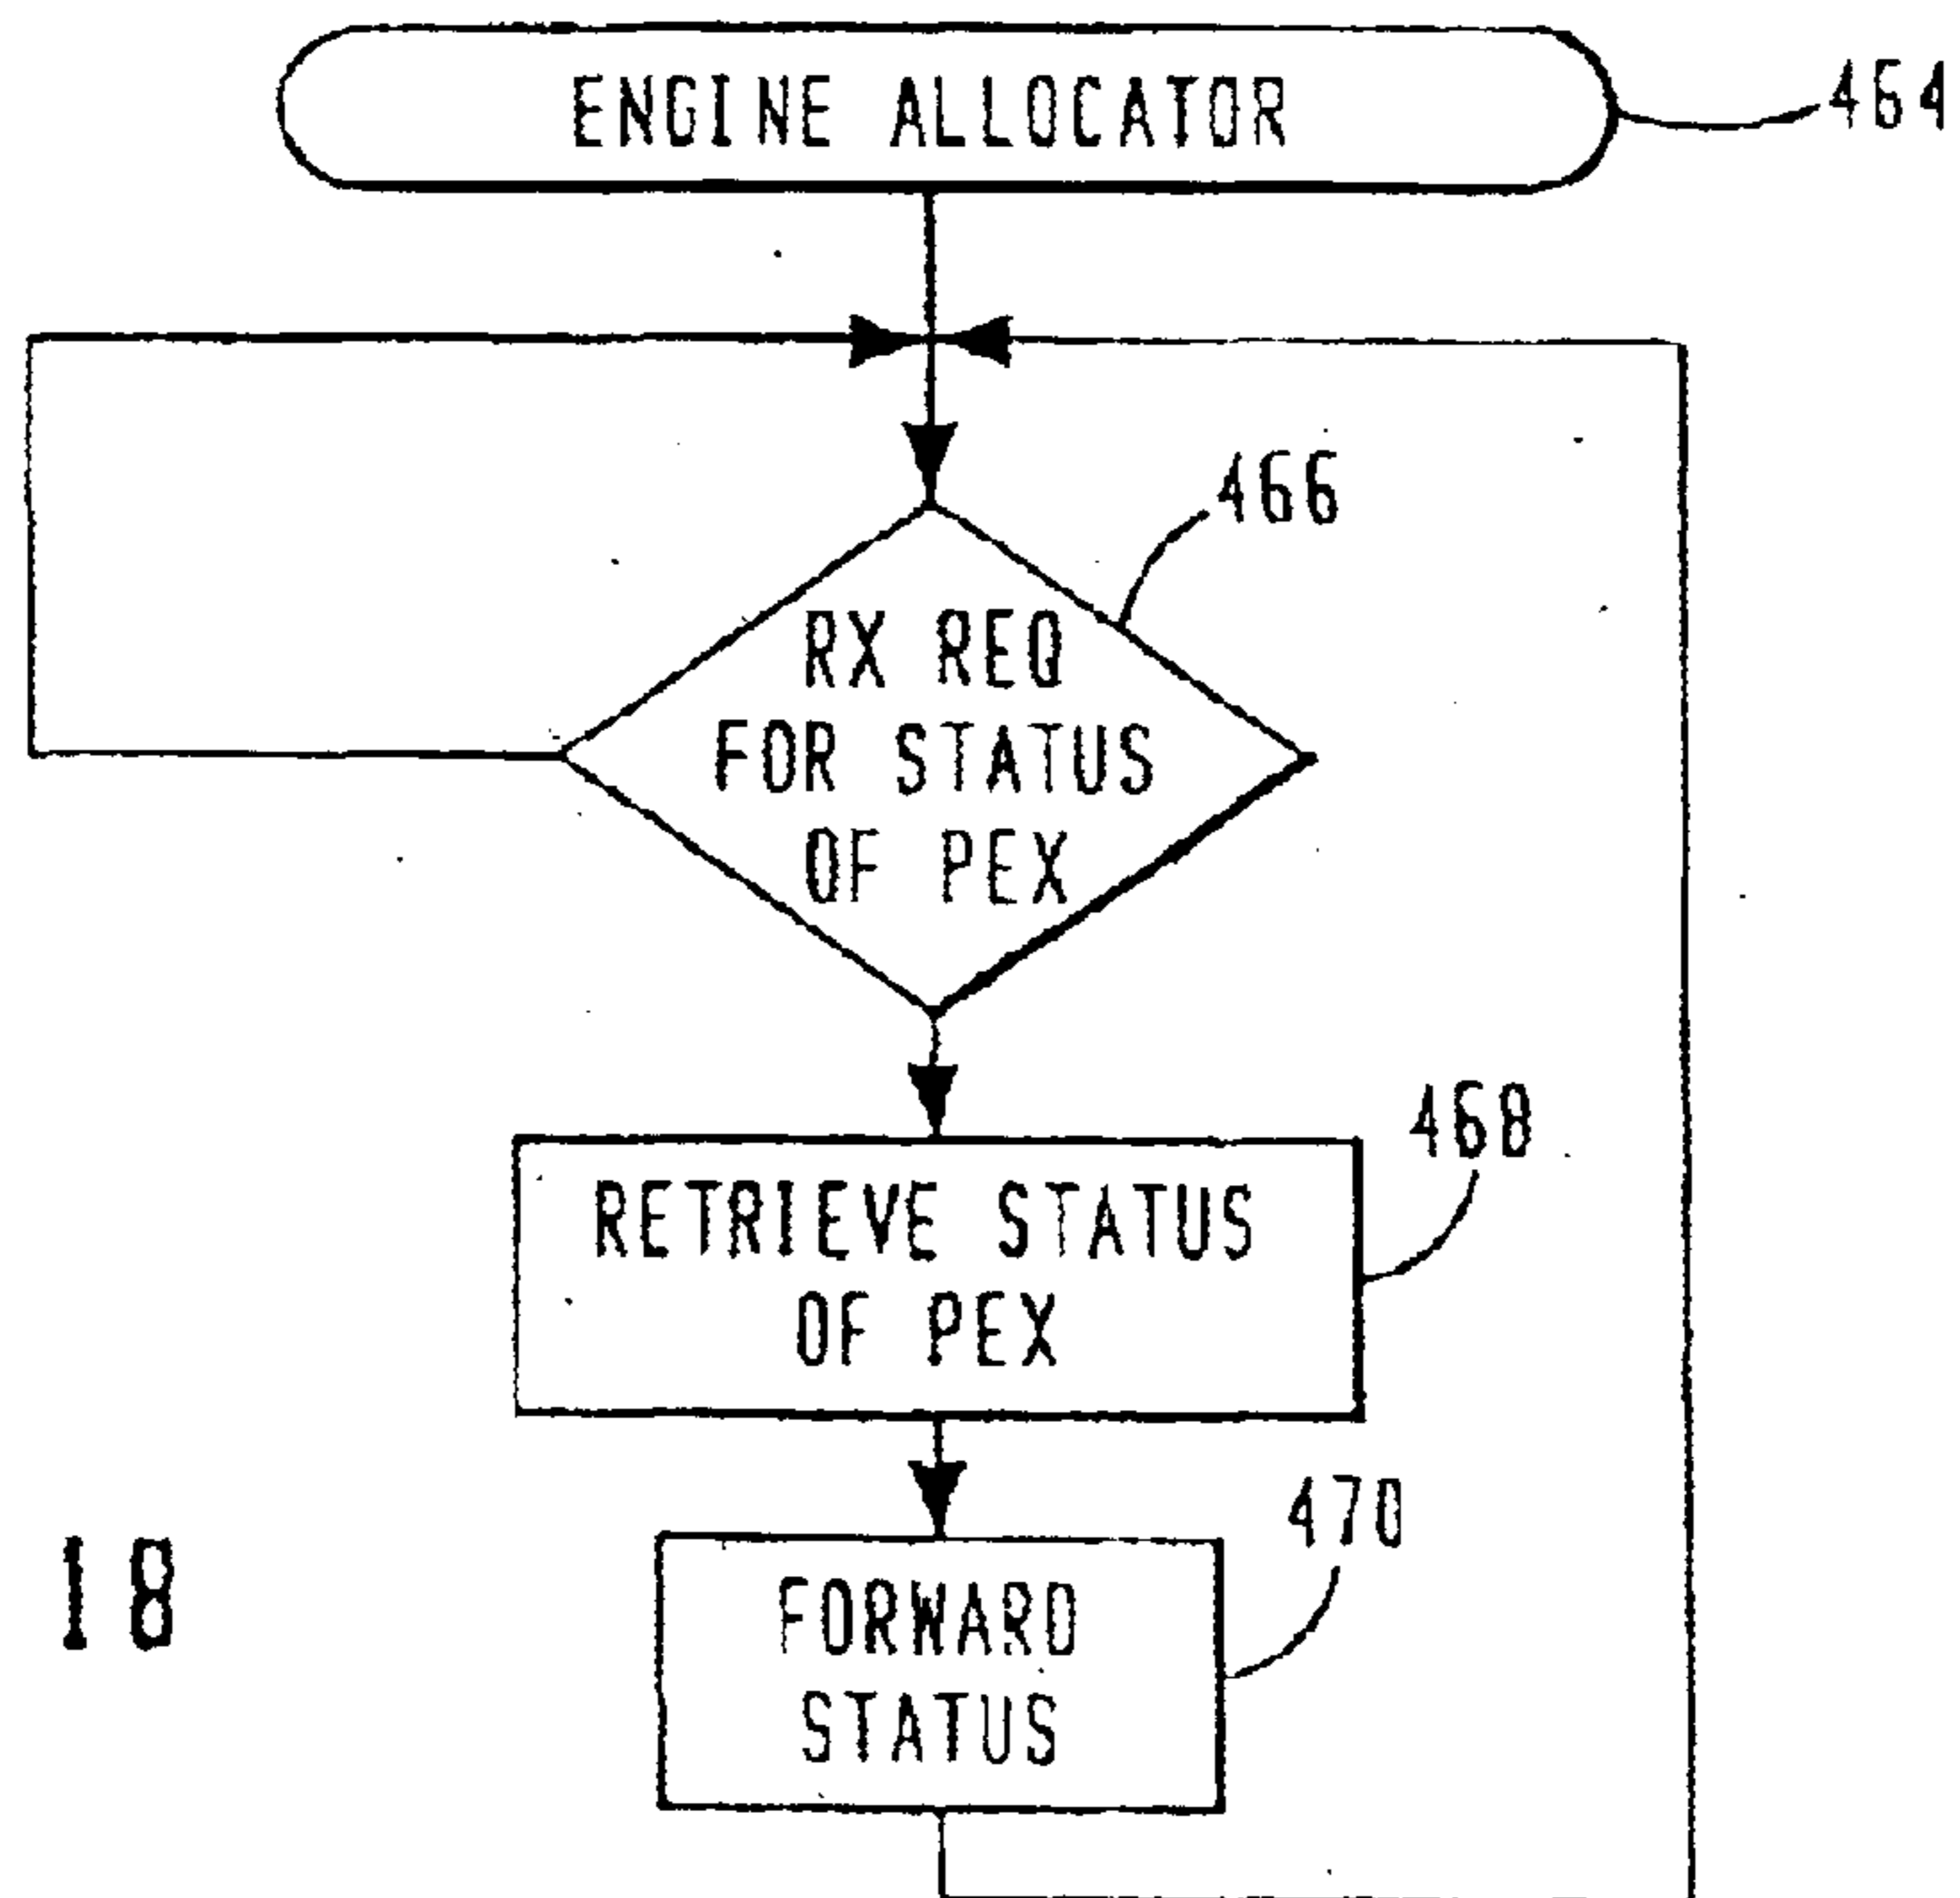 ENGINE ALLOCATOR
464
466
RX REQ
FOR STATUS
OF PEX
468
RETRIEVE STATUS
OF PEX
470
FORWARD
STATUS
18